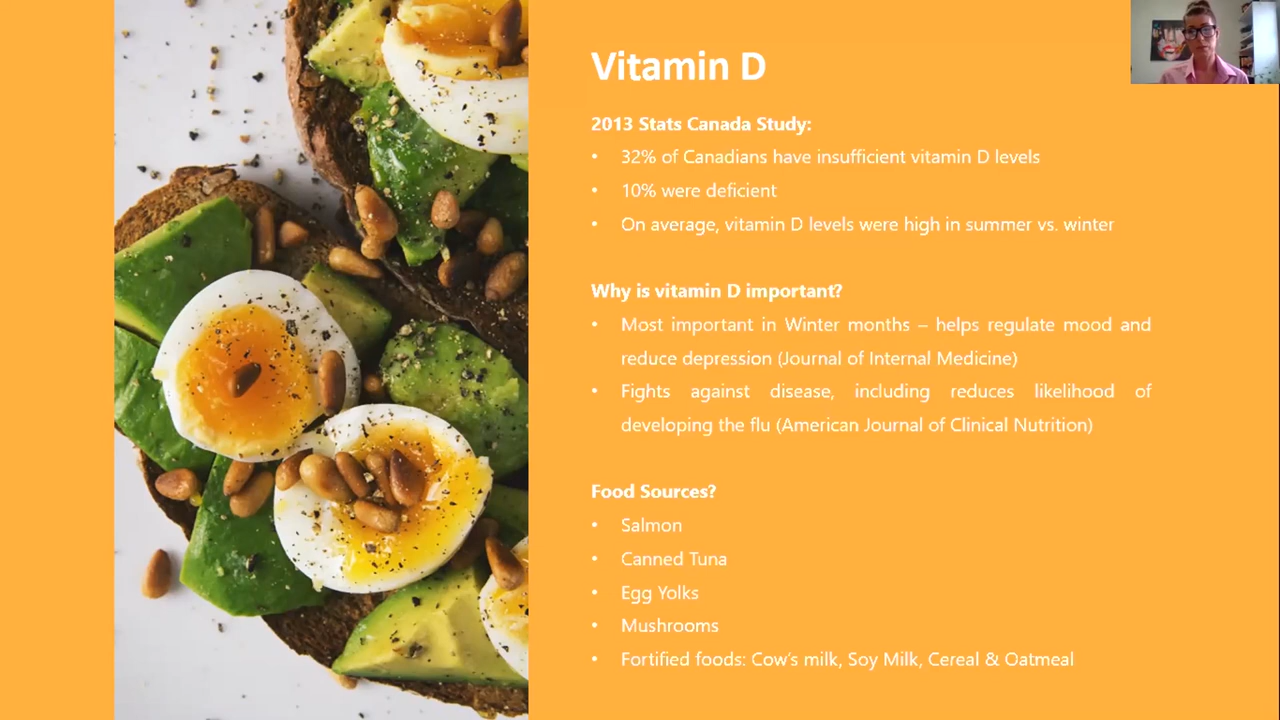 Vitamin D
2013 Stats Canada Study:
• 32% of Canadians have insufficient vitamin D levels
• 10% were deficient
• On average, vitamin D levels were high in summer vs. winter
Why is vitamin D important?
• Most important in Winter months – helps regulate mood and
reduce depression (Journal of Internal Medicine)
• Fights against disease, including reduces likelihood of
developing the flu (American Journal of Clinical Nutrition)
Food Sources?
• Salmon
• Canned Tuna
• Egg Yolks
• Mushrooms
• Fortified foods: Cow's milk, Soy Milk, Cereal & Oatmeal